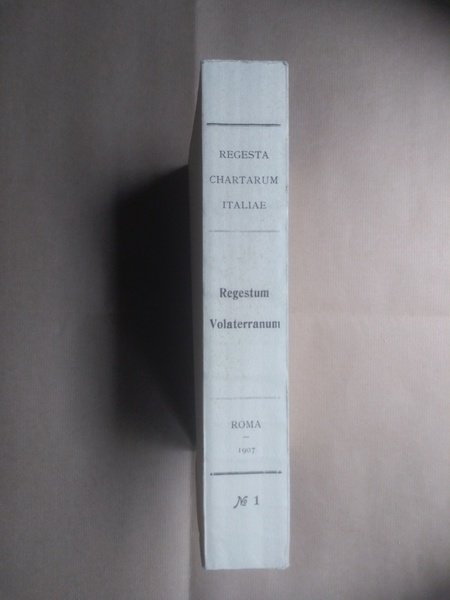 REGESTA
CHARTARUM
ITALIAE
Regestum
Volaterranum
ROMA
—
1907
№ 1